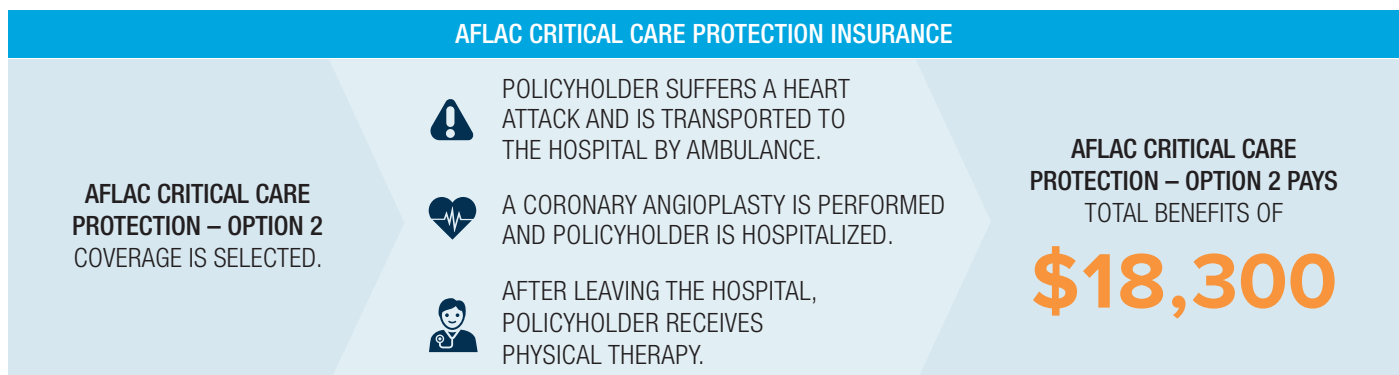 AFLAC CRITICAL CARE PROTECTION INSURANCE
AFLAC CRITICAL CARE
PROTECTION – OPTION 2
COVERAGE IS SELECTED.
POLICYHOLDER SUFFERS A HEART
ATTACK AND IS TRANSPORTED TO
THE HOSPITAL BY AMBULANCE.
A CORONARY ANGIOPLASTY IS PERFORMED
AND POLICYHOLDER IS HOSPITALIZED.
AFTER LEAVING THE HOSPITAL,
POLICYHOLDER RECEIVES
PHYSICAL THERAPY.
AFLAC CRITICAL CARE
PROTECTION – OPTION 2 PAYS
TOTAL BENEFITS OF
$18,300